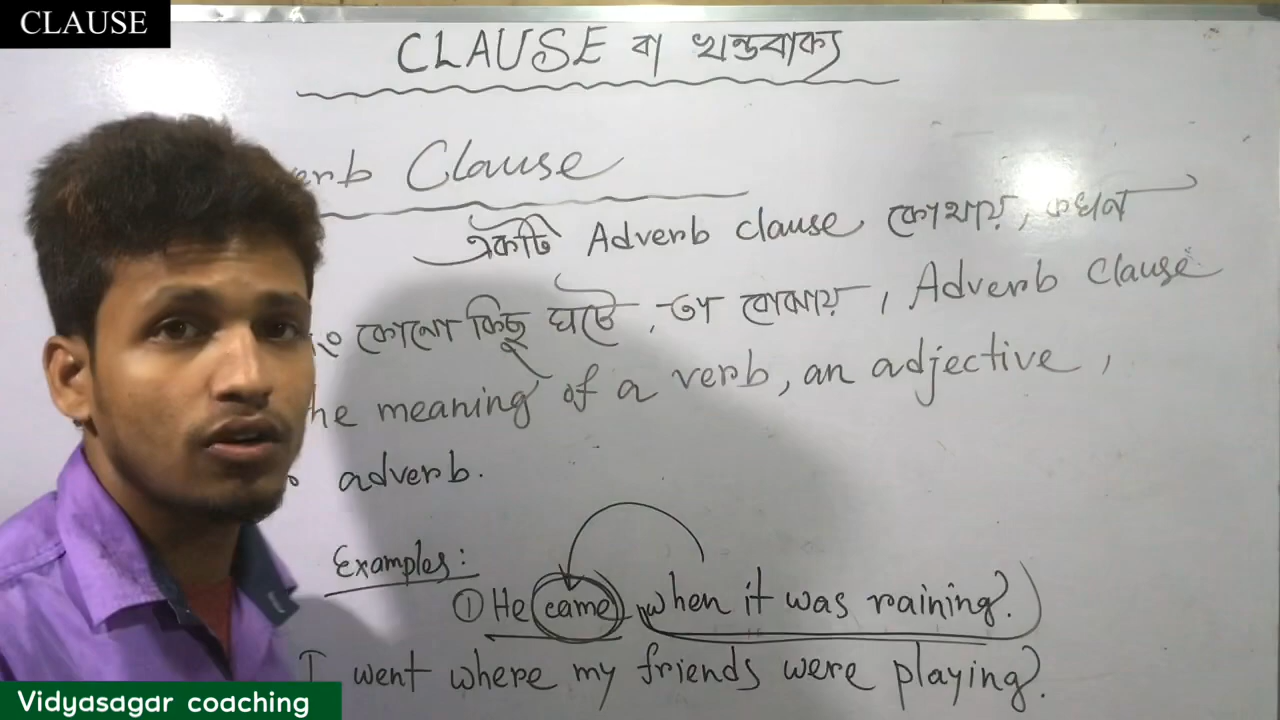 CLAUSE
CLAUSE বা খন্ডবাক্য
erb Clause
একটি Adverb clause কোথায়, কখন
কোনো কিছু ঘটে, তা বোঝায়, Adverb Clause
he meaning of a verb, an adjective,
adverb.
Examples:
① He came when it was raining.
I went where my friends were playing.
Vidyasagar coaching